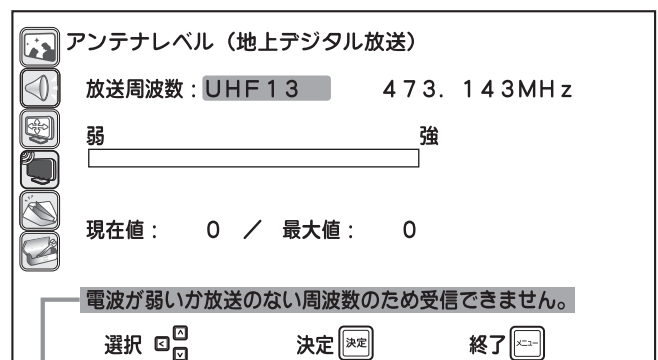 アンテナレベル（地上デジタル放送）
放送周波数：ＵＨＦ１３　４７３．１４３ＭＨｚ
弱　強
現在値：　０　／　最大値：　０
電波が弱いか放送のない周波数のため受信できません。
選択　決定 決定　終了 メニュー